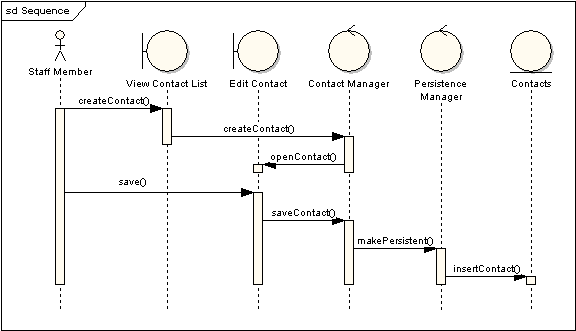 sd Sequence
Staff Member
View Contact List
Edit Contact
Contact Manager
Persistence
Manager
Contacts
createContact()
createContact()
openContact()
save()
saveContact()
makePersistent()
insertContact()